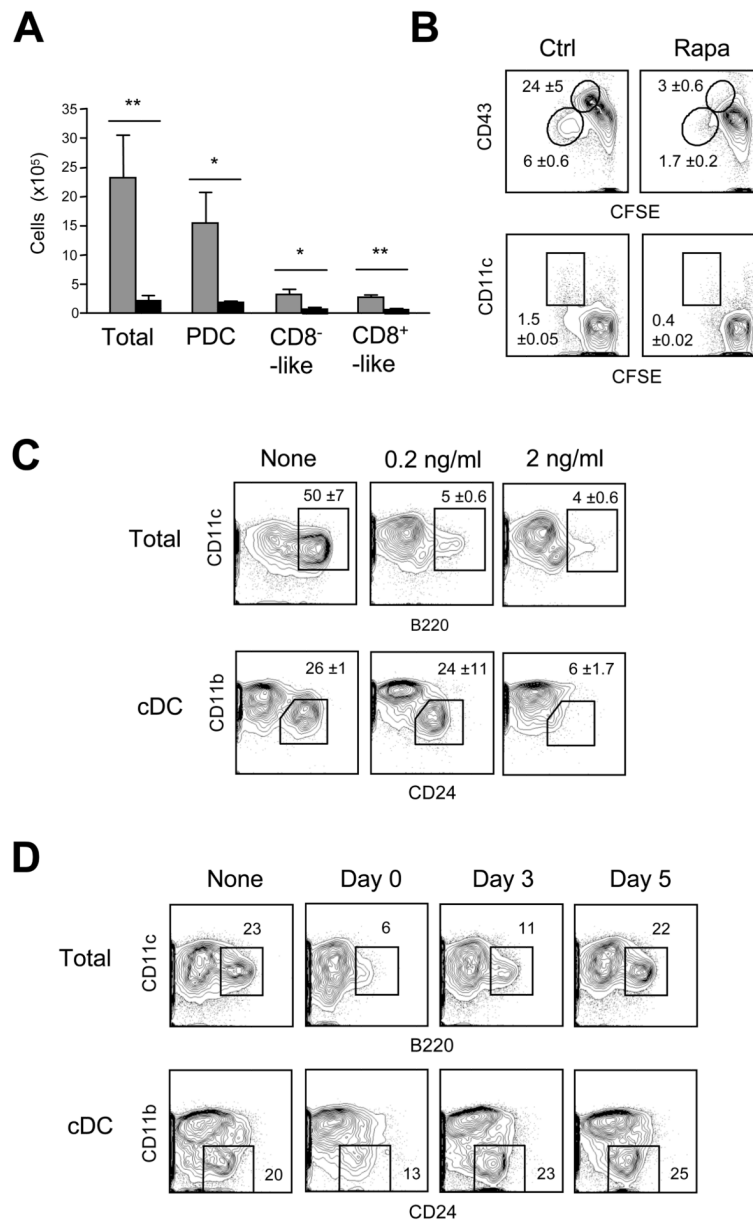 A
35
30
25
20
15
10
5
0
Cells (x10⁵)
**
*
*
**
Total
PDC
CD8⁻
-like
CD8⁺
-like
B
Ctrl
Rapa
CD43
24 ±5
6 ±0.6
3 ±0.6
1.7 ±0.2
CFSE
CD11c
1.5
±0.05
0.4
±0.02
CFSE
C
None
0.2 ng/ml
2 ng/ml
Total
CD11c
50 ±7
5 ±0.6
4 ±0.6
B220
cDC
CD11b
26 ±1
24 ±11
6 ±1.7
CD24
D
None
Day 0
Day 3
Day 5
Total
CD11c
23
6
11
22
B220
cDC
CD11b
20
13
23
25
CD24